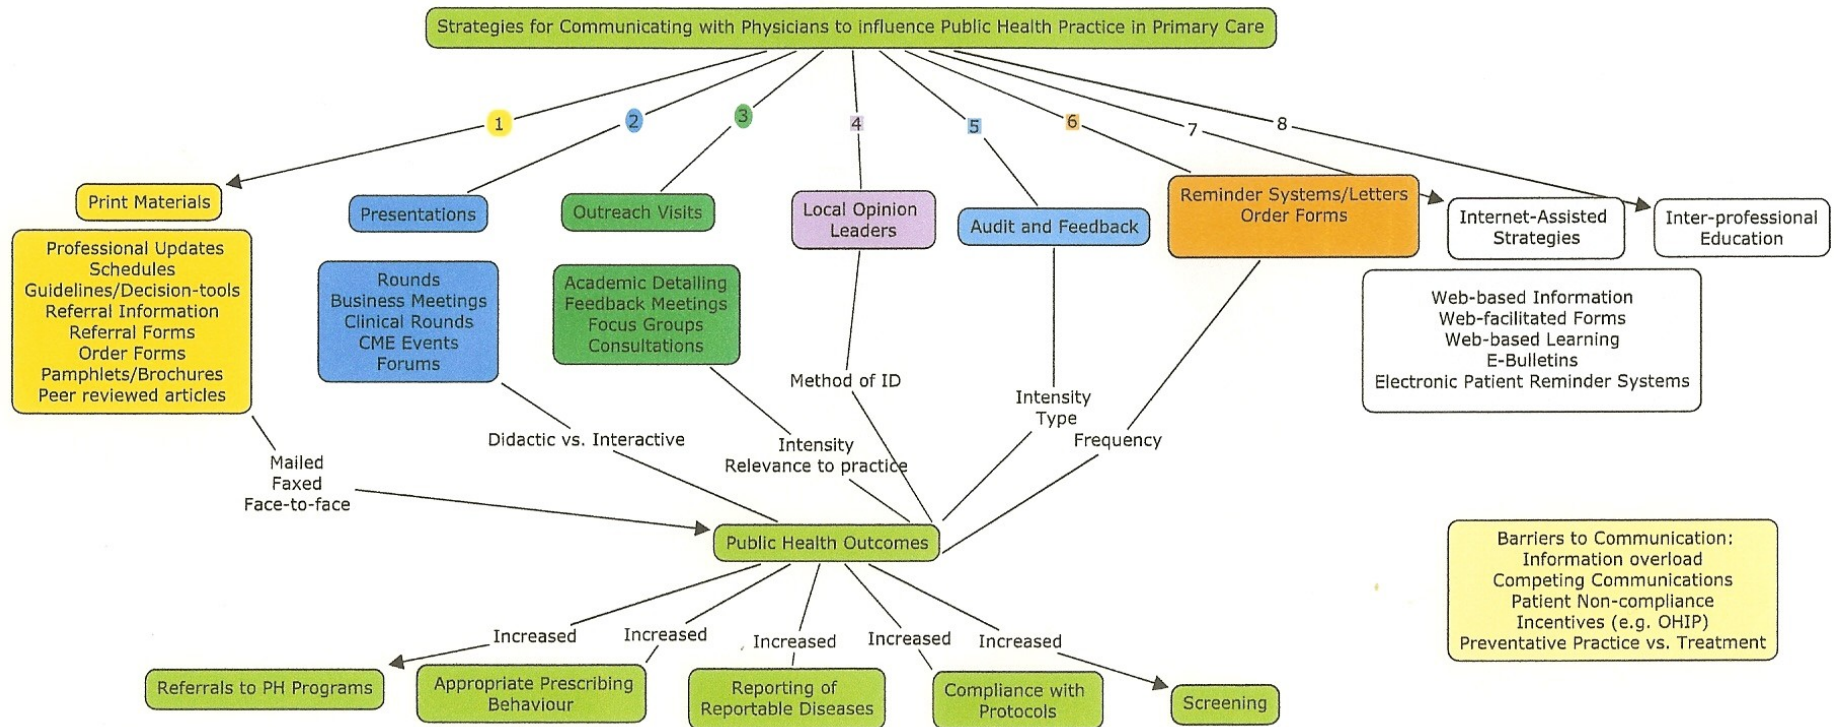 Strategies for Communicating with Physicians to influence Public Health Practice in Primary Care
1
2
3
4
5
6
7
8
Print Materials
Professional Updates
Schedules
Guidelines/Decision-tools
Referral Information
Referral Forms
Order Forms
Pamphlets/Brochures
Peer reviewed articles
Presentations
Rounds
Business Meetings
Clinical Rounds
CME Events
Forums
Outreach Visits
Academic Detailing
Feedback Meetings
Focus Groups
Consultations
Local Opinion
Leaders
Audit and Feedback
Reminder Systems/Letters
Order Forms
Internet-Assisted
Strategies
Web-based Information
Web-facilitated Forms
Web-based Learning
E-Bulletins
Electronic Patient Reminder Systems
Inter-professional
Education
Mailed
Faxed
Face-to-face
Didactic vs. Interactive
Intensity
Relevance to practice
Method of ID
Intensity
Type
Frequency
Public Health Outcomes
Increased
Increased
Increased
Increased
Increased
Referrals to PH Programs
Appropriate Prescribing
Behaviour
Reporting of
Reportable Diseases
Compliance with
Protocols
Screening
Barriers to Communication:
Information overload
Competing Communications
Patient Non-compliance
Incentives (e.g. OHIP)
Preventative Practice vs. Treatment